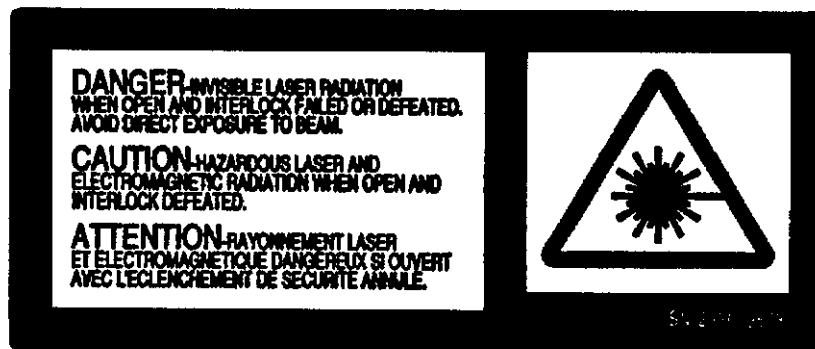 DANGER-INVISIBLE LASER RADIATION
WHEN OPEN AND INTERLOCK FAILED OR DEFEATED.
AVOID DIRECT EXPOSURE TO BEAM.
CAUTION-HAZARDOUS LASER AND
ELECTROMAGNETIC RADIATION WHEN OPEN AND
INTERLOCK DEFEATED.
ATTENTION-RAYONNEMENT LASER
ET ELECTROMAGNETIQUE DANGEREUX SI OUVERT
AVEC L'ECLENCHEMENT DE SECURITE ANNULE.